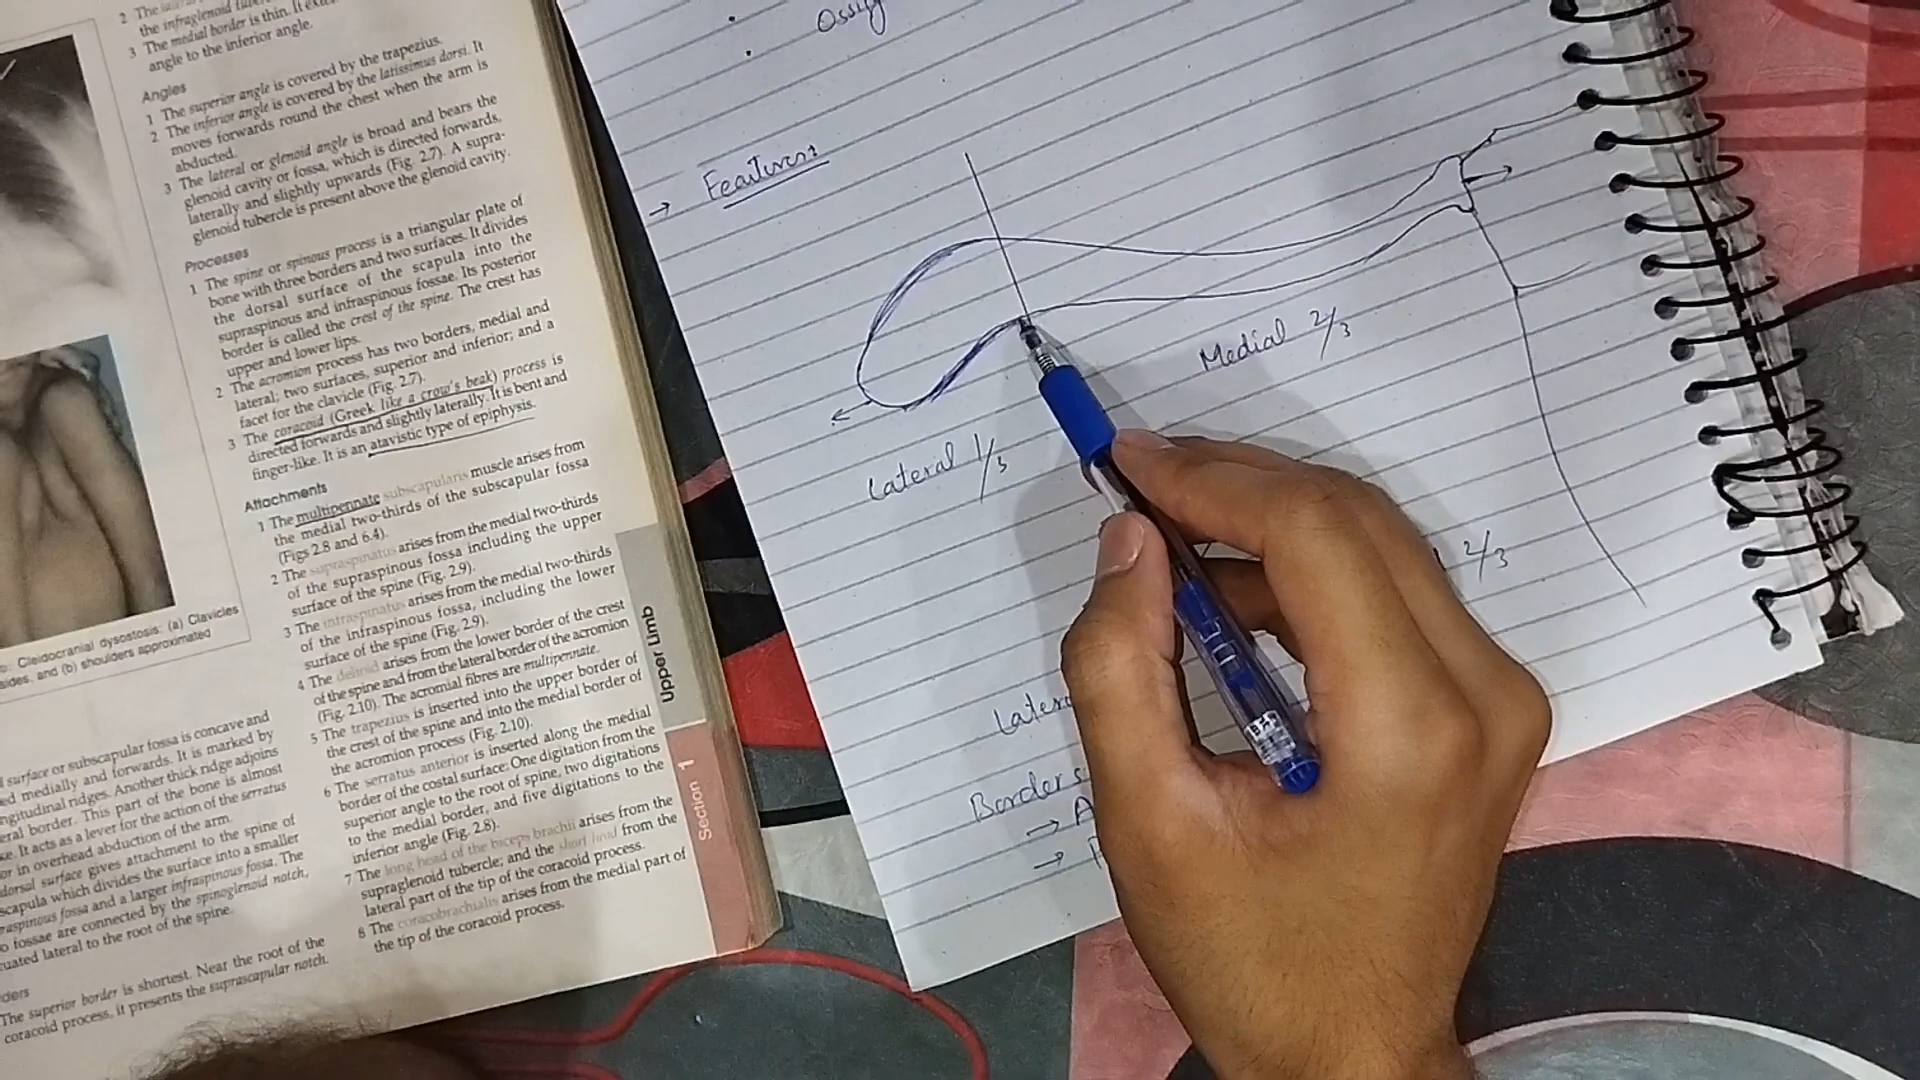 2 The
the infraglenoid
3 The medial border is thin. It
angle to the inferior angle.
Angles
1 The superior angle is covered by the trapezius.
2 The inferior angle is covered by the latissimus dorsi. It
moves forwards round the chest when the arm is
abducted.
3 The lateral or glenoid angle is broad and bears the
glenoid cavity or fossa, which is directed forwards,
laterally and slightly upwards (Fig. 2.7). A supra-
glenoid tubercle is present above the glenoid cavity.
Processes
1 The spine or spinous process is a triangular plate of
bone with three borders and two surfaces. It divides
the dorsal surface of the scapula into the
supraspinous and infraspinous fossae. Its posterior
border is called the crest of the spine. The crest has
upper and lower lips.
2 The acromion process has two borders, medial and
lateral; two surfaces, superior and inferior; and a
facet for the clavicle (Fig. 2.7).
3 The coracoid (Greek like a crow's beak) process is
directed forwards and slightly laterally. It is bent and
finger-like. It is an atavistic type of epiphysis.
Attachments
1 The multipennate subscapularis muscle arises from
the medial two-thirds of the subscapular fossa
(Figs 2.8 and 6.4).
2 The supraspinatus arises from the medial two-thirds
of the supraspinous fossa including the upper
surface of the spine (Fig. 2.9).
3 The infraspinatus arises from the medial two-thirds
of the infraspinous fossa, including the lower
surface of the spine (Fig. 2.9).
4 The deltoid arises from the lower border of the crest
of the spine and from the lateral border of the acromion
(Fig. 2.10). The acromial fibres are multipennate.
5 The trapezius is inserted into the upper border of
the crest of the spine and into the medial border of
the acromion process (Fig. 2.10).
6 The serratus anterior is inserted along the medial
border of the costal surface: One digitation from the
superior angle to the root of spine, two digitations
to the medial border, and five digitations to the
inferior angle (Fig. 2.8).
7 The long head of the biceps brachii arises from the
supraglenoid tubercle; and the short head from the
lateral part of the tip of the coracoid process.
8 The coracobrachialis arises from the medial part of
the tip of the coracoid process.
Cleidocranial dysostosis: (a) Clavicles
sides, and (b) shoulders approximated
surface or subscapular fossa is concave and
medially and forwards. It is marked by
longitudinal ridges. Another thick ridge adjoins
border. This part of the bone is almost
It acts as a lever for the action of the serratus
in overhead abduction of the arm.
dorsal surface gives attachment to the spine of
scapula which divides the surface into a smaller
fossa and a larger infraspinous fossa. The
fossae are connected by the spinoglenoid notch,
lateral to the root of the spine.
The superior border is shortest. Near the root of the
coracoid process, it presents the suprascapular notch.
Upper Limb
Section 1
→ Features
Medial 2/3
Lateral 1/3
2/3
Borders
→ A
→